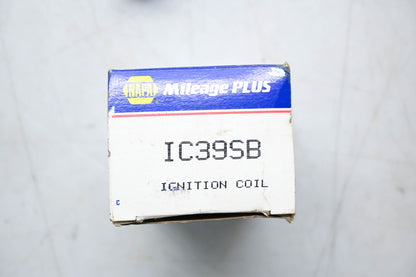 NAPA Mileage PLUS
IC39SB
IGNITION COIL
C